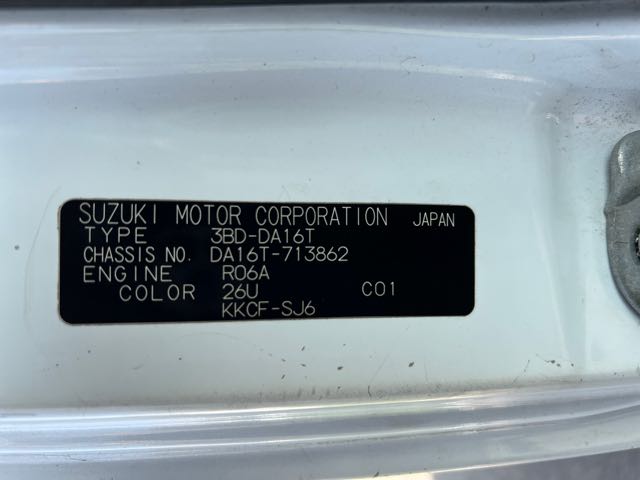 SUZUKI MOTOR CORPORATION JAPAN
TYPE 3BD-DA16T
CHASSIS NO. DA16T-713862
ENGINE R06A
COLOR 26U C01
KKCF-SJ6